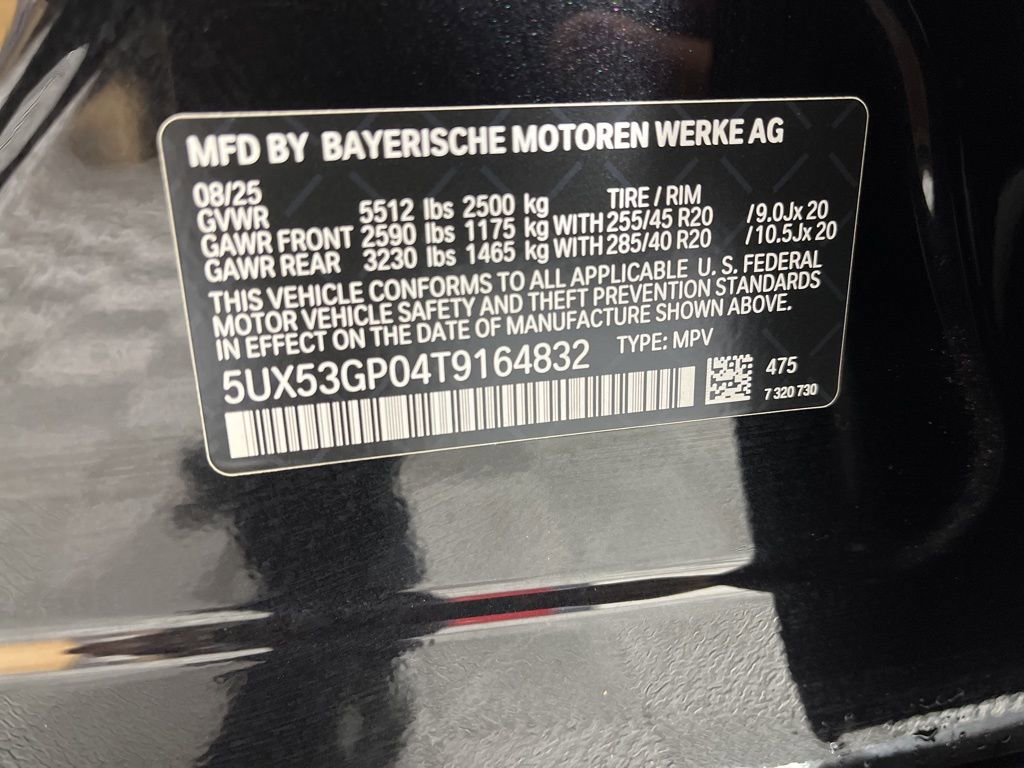 MFD BY BAYERISCHE MOTOREN WERKE AG
08/25 TIRE / RIM
GVWR 5512 lbs 2500 kg
GAWR FRONT 2590 lbs 1175 kg WITH 255/45 R20 / 9.0Jx 20
GAWR REAR 3230 lbs 1465 kg WITH 285/40 R20 / 10.5Jx 20
THIS VEHICLE CONFORMS TO ALL APPLICABLE U. S. FEDERAL
MOTOR VEHICLE SAFETY AND THEFT PREVENTION STANDARDS
IN EFFECT ON THE DATE OF MANUFACTURE SHOWN ABOVE.
5UX53GP04T9164832 TYPE: MPV
475
7 320 730